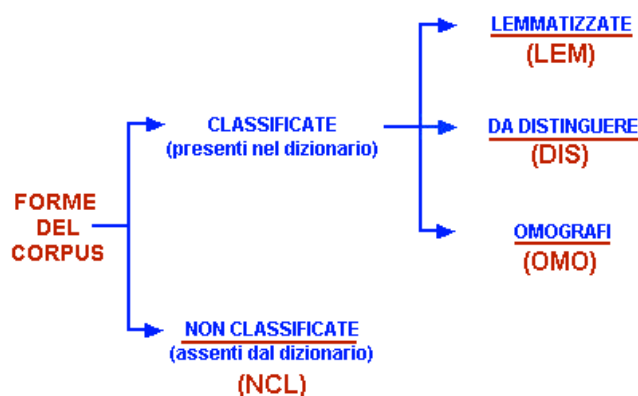 LEMMATIZZATE
(LEM)
CLASSIFICATE
(presenti nel dizionario)
DA DISTINGUERE
(DIS)
FORME
DEL
CORPUS
OMOGRAFI
(OMO)
NON CLASSIFICATE
(assenti dal dizionario)
(NCL)